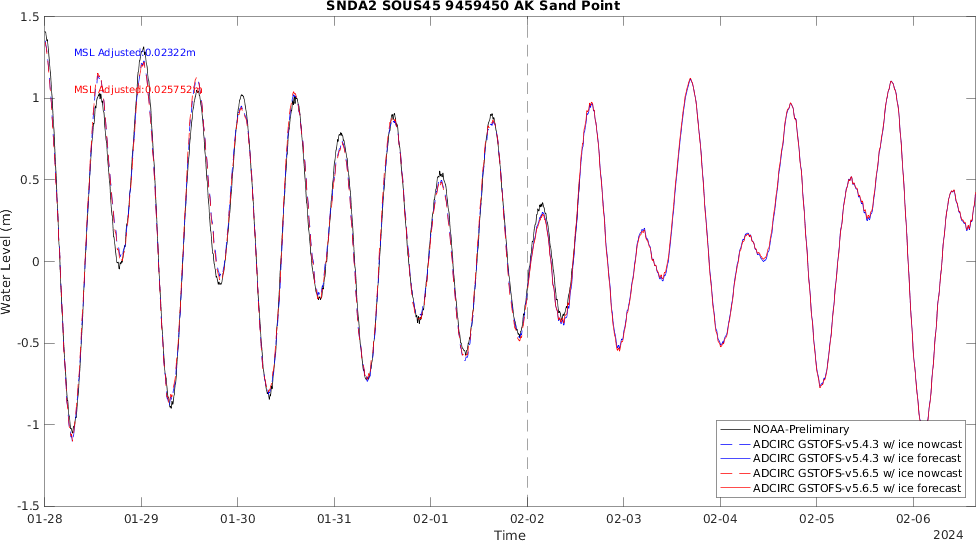 SNDA2 SOUS45 9459450 AK Sand Point
1.5
MSL Adjusted:0.02322m
MSL Adjusted:0.025752m
1
0.5
0
-0.5
-1
-1.5
Water Level (m)
NOAA-Preliminary
ADCIRC GSTOFS-v5.4.3 w/ ice nowcast
ADCIRC GSTOFS-v5.4.3 w/ ice forecast
ADCIRC GSTOFS-v5.6.5 w/ ice nowcast
ADCIRC GSTOFS-v5.6.5 w/ ice forecast
01-28 01-29 01-30 01-31 02-01 02-02 02-03 02-04 02-05 02-06
Time
2024